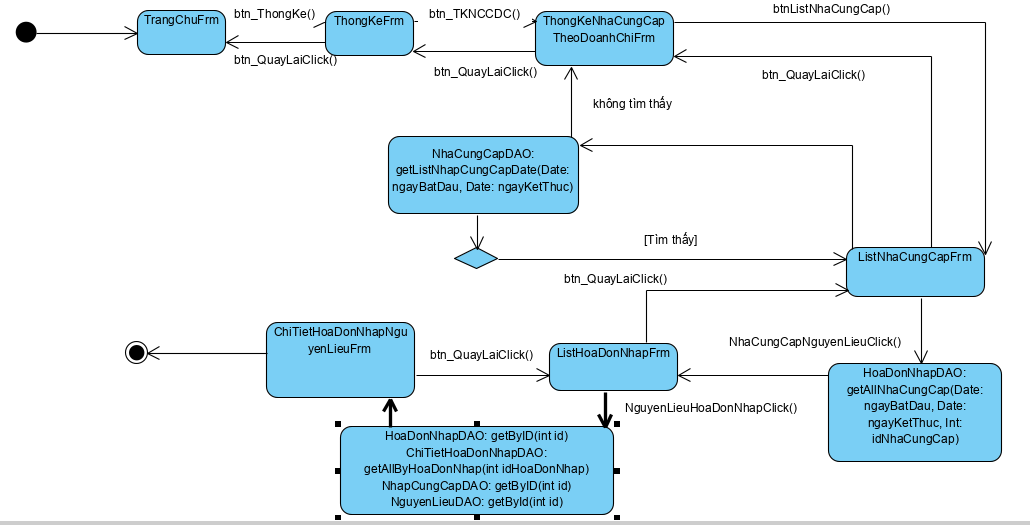 TrangChuFrm
btn_ThongKe()
btn_QuayLaiClick()
ThongKeFrm
btn_TKNCCDC()
btn_QuayLaiClick()
ThongKeNhaCungCap
TheoDoanhChiFrm
btnListNhaCungCap()
btn_QuayLaiClick()
không tìm thấy
NhaCungCapDAO:
getListNhapCungCapDate(Date:
ngayBatDau, Date: ngayKetThuc)
[Tìm thấy]
ListNhaCungCapFrm
btn_QuayLaiClick()
ChiTietHoaDonNhapNgu
yenLieuFrm
btn_QuayLaiClick()
ListHoaDonNhapFrm
NhaCungCapNguyenLieuClick()
HoaDonNhapDAO:
getAllNhaCungCap(Date:
ngayBatDau, Date:
ngayKetThuc, Int:
idNhaCungCap)
NguyenLieuHoaDonNhapClick()
HoaDonNhapDAO: getByID(int id)
ChiTietHoaDonNhapDAO:
getAllByHoaDonNhap(int idHoaDonNhap)
NhapCungCapDAO: getByID(int id)
NguyenLieuDAO: getById(int id)